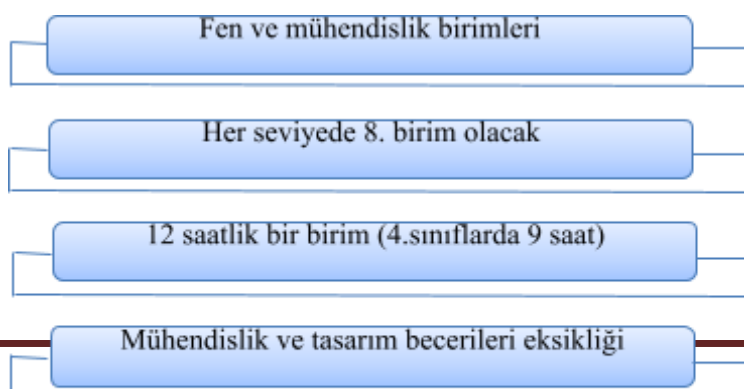 Fen ve mühendislik birimleri
Her seviyede 8. birim olacak
12 saatlik bir birim (4.sınıflarda 9 saat)
Mühendislik ve tasarım becerileri eksikliği